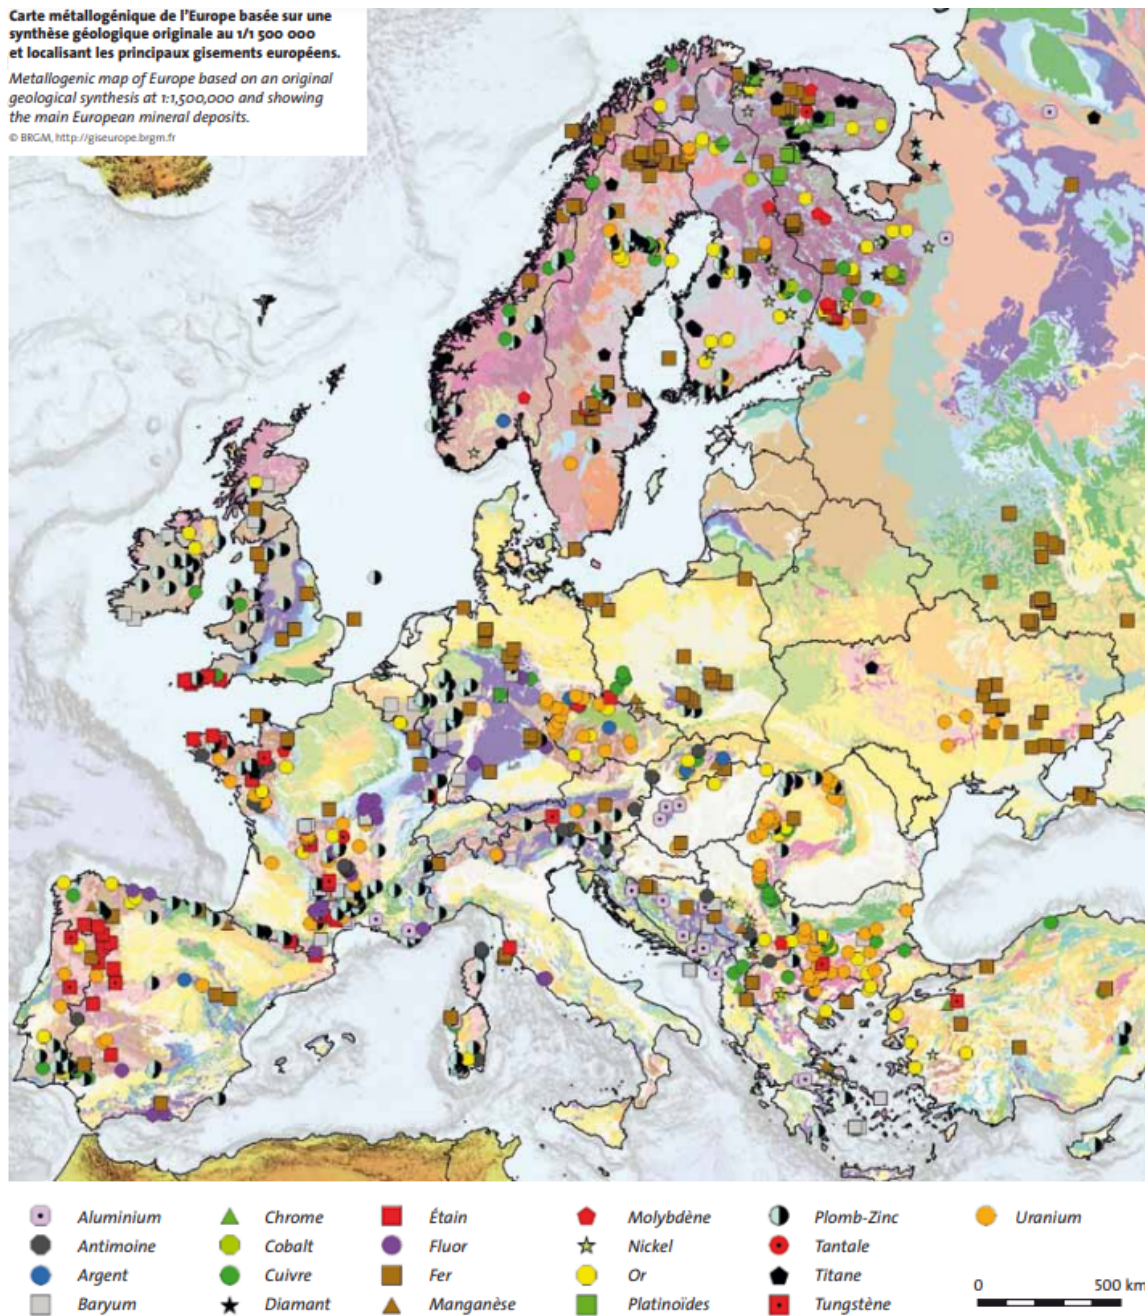 Carte métallogénique de l'Europe basée sur une
synthèse géologique originale au 1/1 500 000
et localisant les principaux gisements européens.
Metallogenic map of Europe based on an original
geological synthesis at 1:1,500,000 and showing
the main European mineral deposits.
© BRGM, http://giseurope.brgm.fr
Aluminium
Antimoine
Argent
Baryum
Chrome
Cobalt
Cuivre
Diamant
Étain
Fluor
Fer
Manganèse
Molybdène
Nickel
Or
Platinoïdes
Plomb-Zinc
Tantale
Titane
Tungstène
Uranium
0 500 km